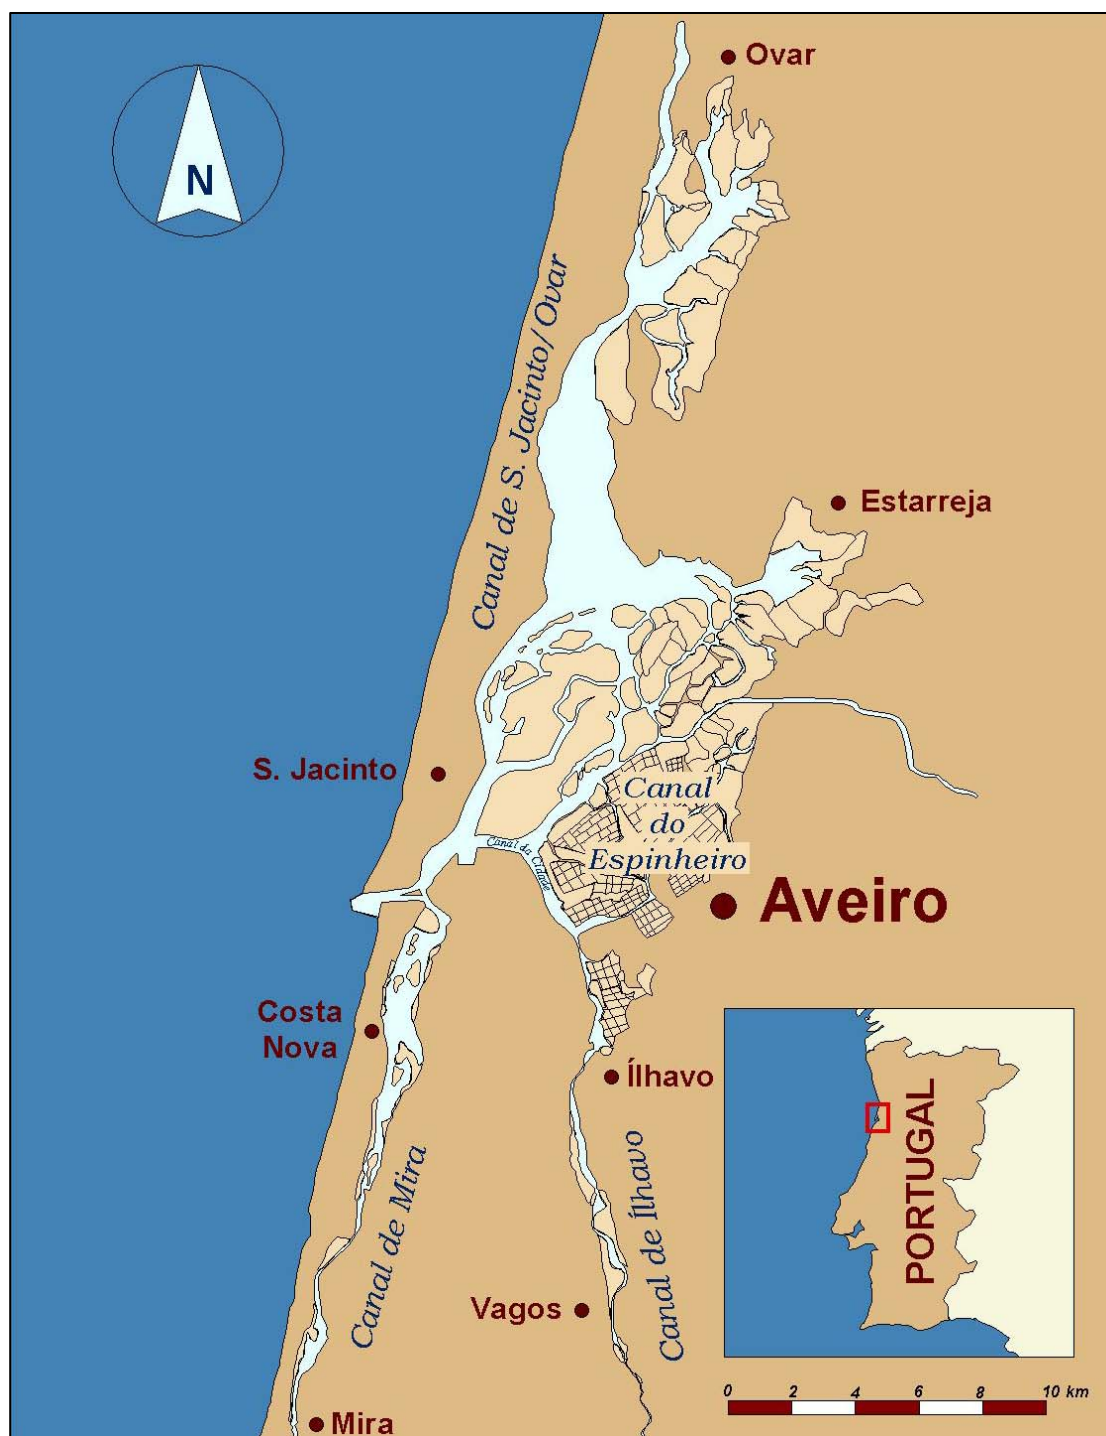 Ovar
N
Canal de S. Jacinto/Ovar
Estarreja
S. Jacinto
Canal
do
Espinheiro
Canal da Cidade
Aveiro
Costa
Nova
Ílhavo
PORTUGAL
Canal de Mira
Canal de Ílhavo
Vagos
0 2 4 6 8 10 km
Mira